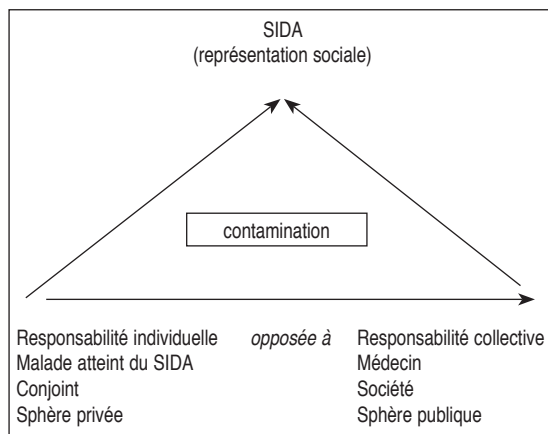 SIDA
(représentation sociale)
contamination
Responsabilité individuelle opposée à Responsabilité collective
Malade atteint du SIDA Médecin
Conjoint Société
Sphère privée Sphère publique